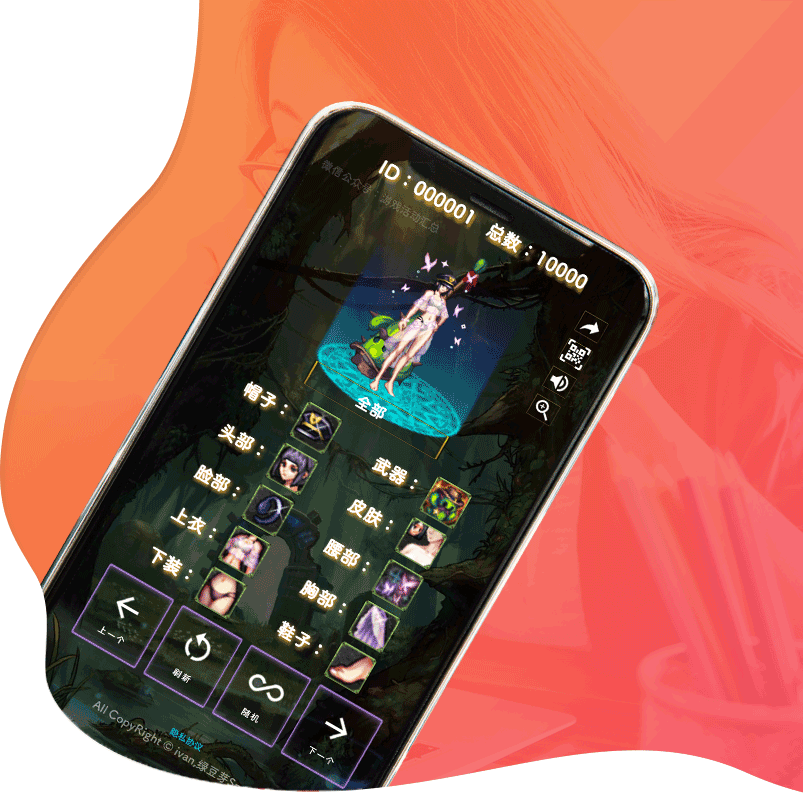 微信公众号：游戏活动汇总
ID：000001 总数：10000
全部
帽子：
头部：
脸部：
上衣：
下装：
武器：
皮肤：
腰部：
胸部：
鞋子：
上一个
刷新
随机
下一个
隐私协议
All CopyRight © ivan,绿豆芽